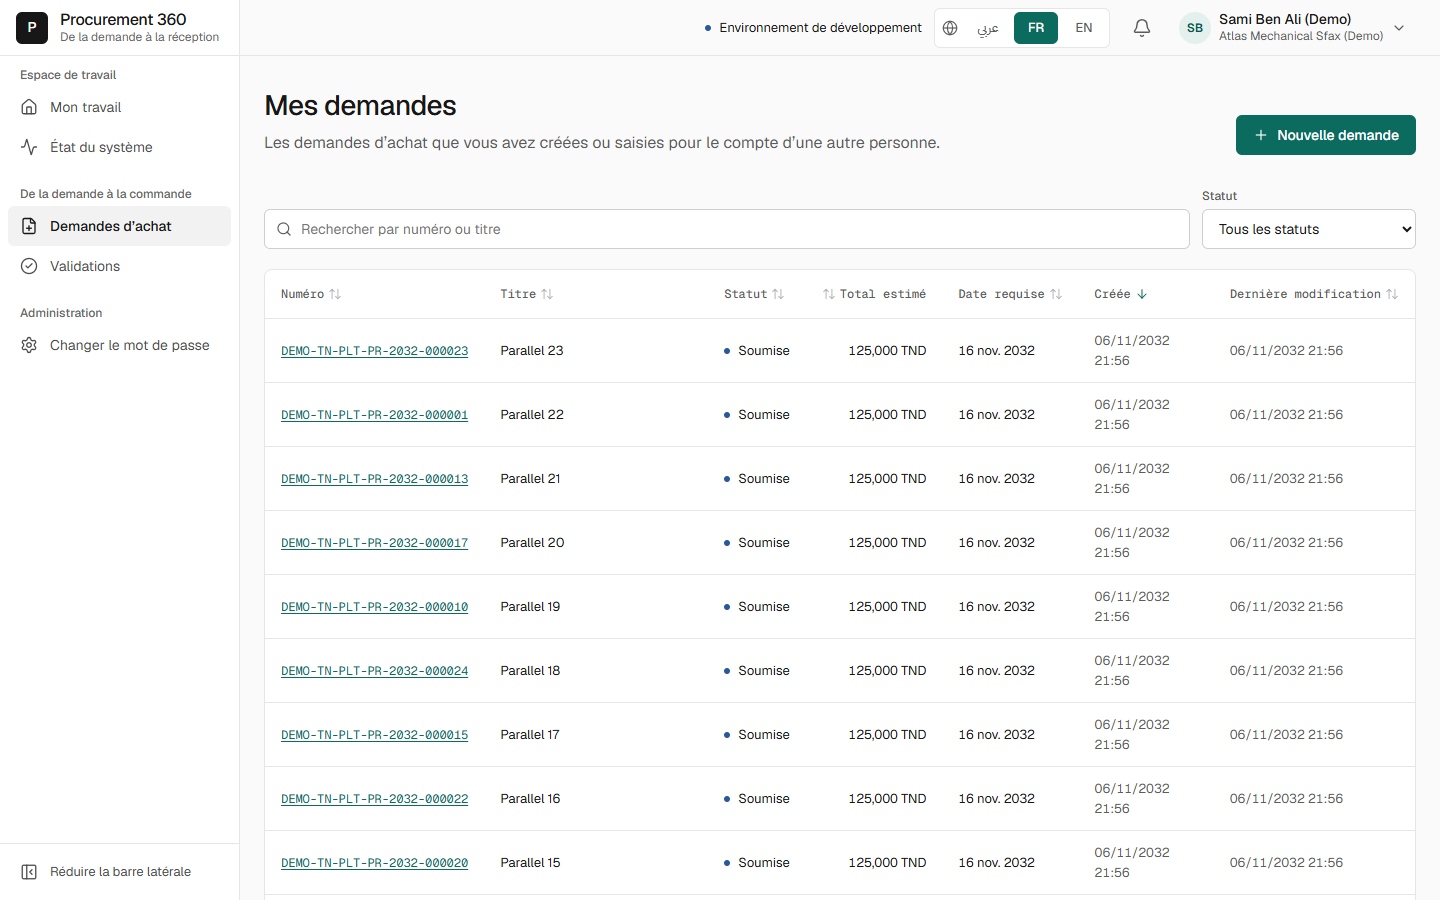 P
Procurement 360
De la demande à la réception
Environnement de développement
عربي
FR
EN
SB
Sami Ben Ali (Demo)
Atlas Mechanical Sfax (Demo)
Espace de travail
Mon travail
État du système
De la demande à la commande
Demandes d’achat
Validations
Administration
Changer le mot de passe
Réduire la barre latérale
Mes demandes
Les demandes d’achat que vous avez créées ou saisies pour le compte d’une autre personne.
Nouvelle demande
Rechercher par numéro ou titre
Statut
Tous les statuts
Numéro Titre Statut Total estimé Date requise Créée Dernière modification
DEMO-TN-PLT-PR-2032-000023 Parallel 23 Soumise 125,000 TND 16 nov. 2032 06/11/2032 21:56 06/11/2032 21:56
DEMO-TN-PLT-PR-2032-000001 Parallel 22 Soumise 125,000 TND 16 nov. 2032 06/11/2032 21:56 06/11/2032 21:56
DEMO-TN-PLT-PR-2032-000013 Parallel 21 Soumise 125,000 TND 16 nov. 2032 06/11/2032 21:56 06/11/2032 21:56
DEMO-TN-PLT-PR-2032-000017 Parallel 20 Soumise 125,000 TND 16 nov. 2032 06/11/2032 21:56 06/11/2032 21:56
DEMO-TN-PLT-PR-2032-000010 Parallel 19 Soumise 125,000 TND 16 nov. 2032 06/11/2032 21:56 06/11/2032 21:56
DEMO-TN-PLT-PR-2032-000024 Parallel 18 Soumise 125,000 TND 16 nov. 2032 06/11/2032 21:56 06/11/2032 21:56
DEMO-TN-PLT-PR-2032-000015 Parallel 17 Soumise 125,000 TND 16 nov. 2032 06/11/2032 21:56 06/11/2032 21:56
DEMO-TN-PLT-PR-2032-000022 Parallel 16 Soumise 125,000 TND 16 nov. 2032 06/11/2032 21:56 06/11/2032 21:56
DEMO-TN-PLT-PR-2032-000020 Parallel 15 Soumise 125,000 TND 16 nov. 2032 06/11/2032 21:56 06/11/2032 21:56